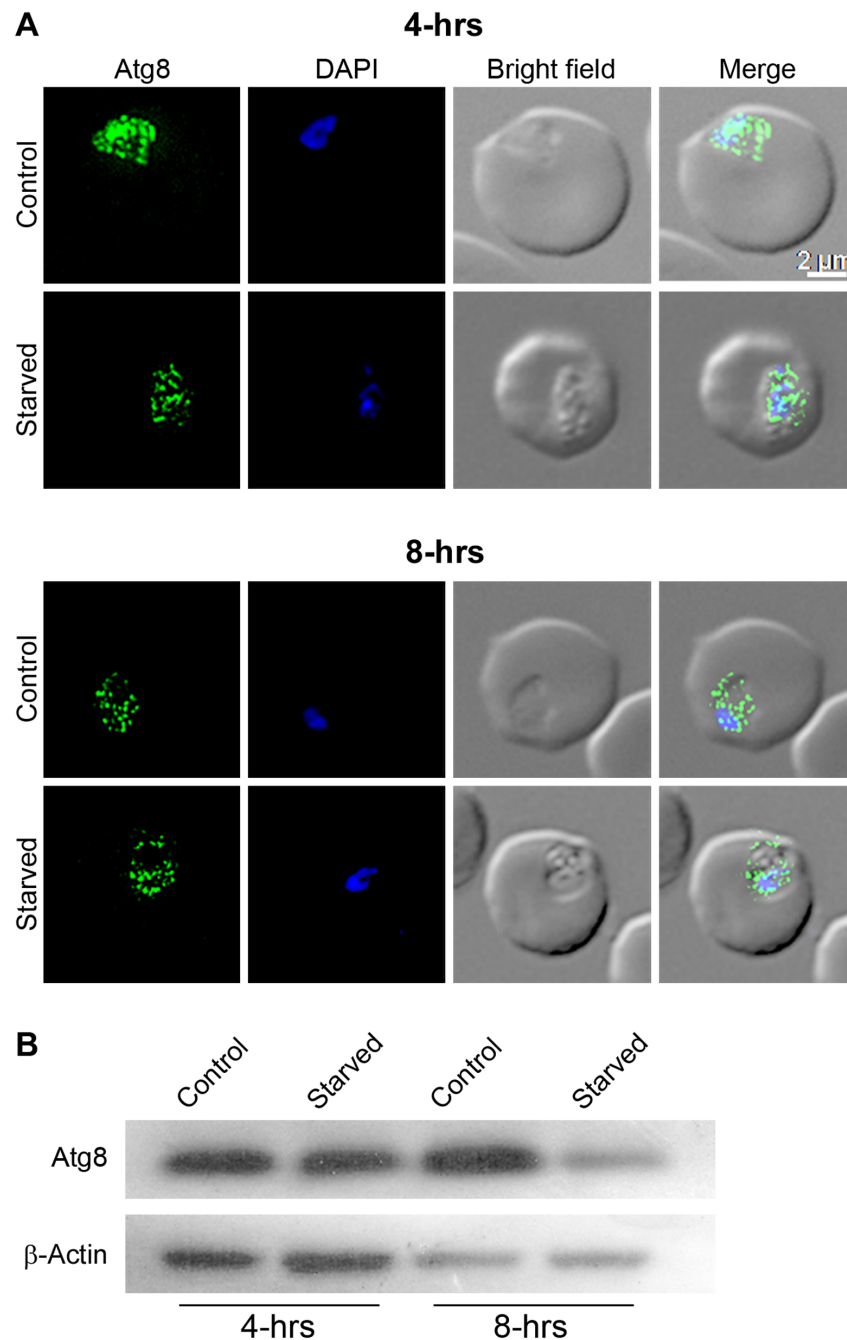 A
4-hrs
Atg8 DAPI Bright field Merge
Control
2 µm
Starved
8-hrs
Control
Starved
B
Control Starved Control Starved
Atg8
β-Actin
4-hrs 8-hrs